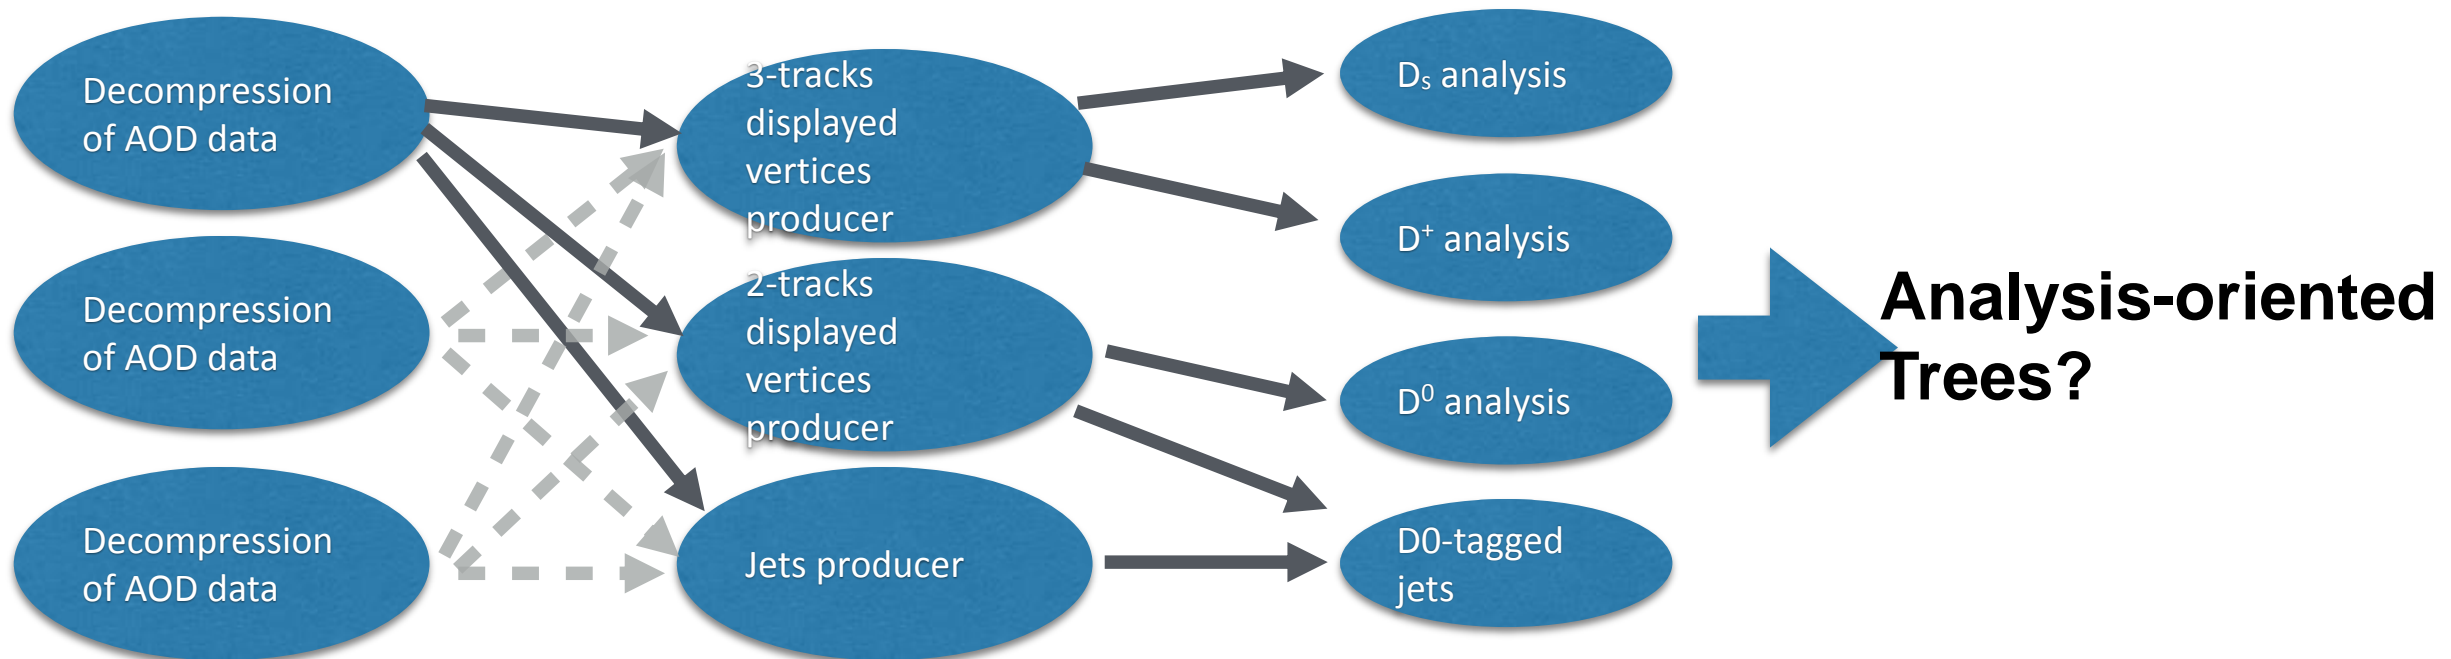 Decompression
of AOD data
Decompression
of AOD data
Decompression
of AOD data
3-tracks
displayed
vertices
producer
2-tracks
displayed
vertices
producer
Jets producer
Dₛ analysis
D⁺ analysis
D⁰ analysis
D0-tagged
jets
Analysis-oriented
Trees?